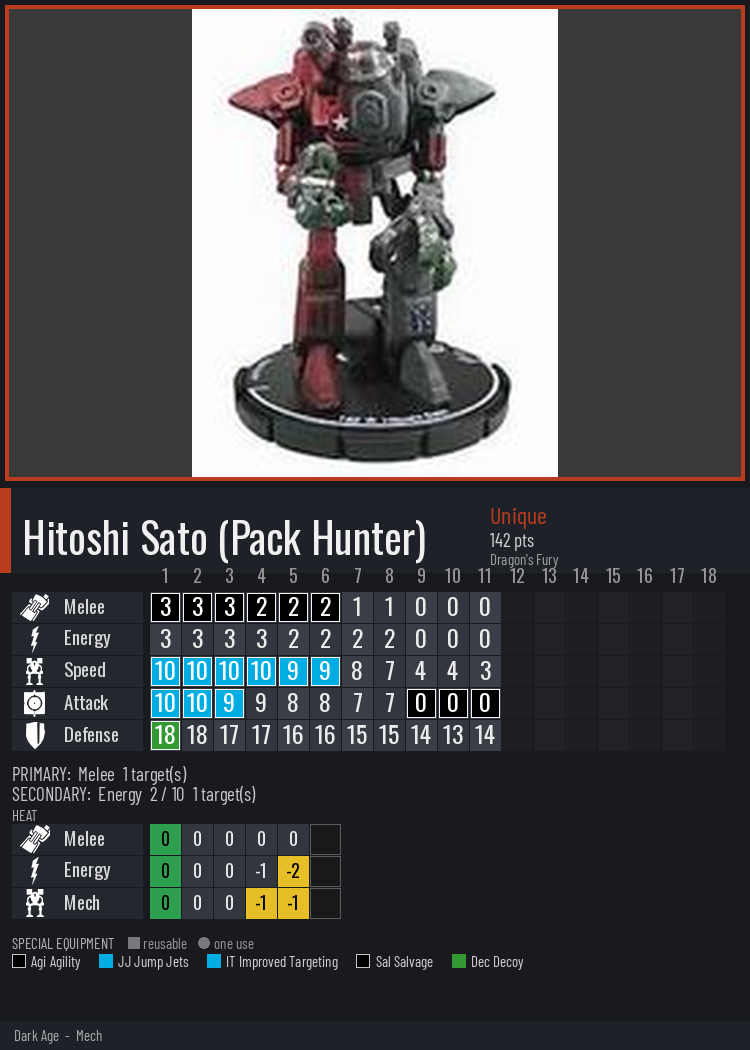 Hitoshi Sato (Pack Hunter)
Unique
142 pts
Dragon's Fury
1 2 3 4 5 6 7 8 9 10 11 12 13 14 15 16 17 18
Melee 3 3 3 2 2 2 1 1 0 0 0
Energy 3 3 3 3 2 2 2 2 0 0 0
Speed 10 10 10 10 9 9 8 7 4 4 3
Attack 10 10 9 9 8 8 7 7 0 0 0
Defense 18 18 17 17 16 16 15 15 14 13 14
PRIMARY: Melee 1 target(s)
SECONDARY: Energy 2 / 10 1 target(s)
HEAT
Melee 0 0 0 0 0
Energy 0 0 0 -1 -2
Mech 0 0 0 -1 -1
SPECIAL EQUIPMENT reusable one use
Agi Agility JJ Jump Jets IT Improved Targeting Sal Salvage Dec Decoy
Dark Age - Mech